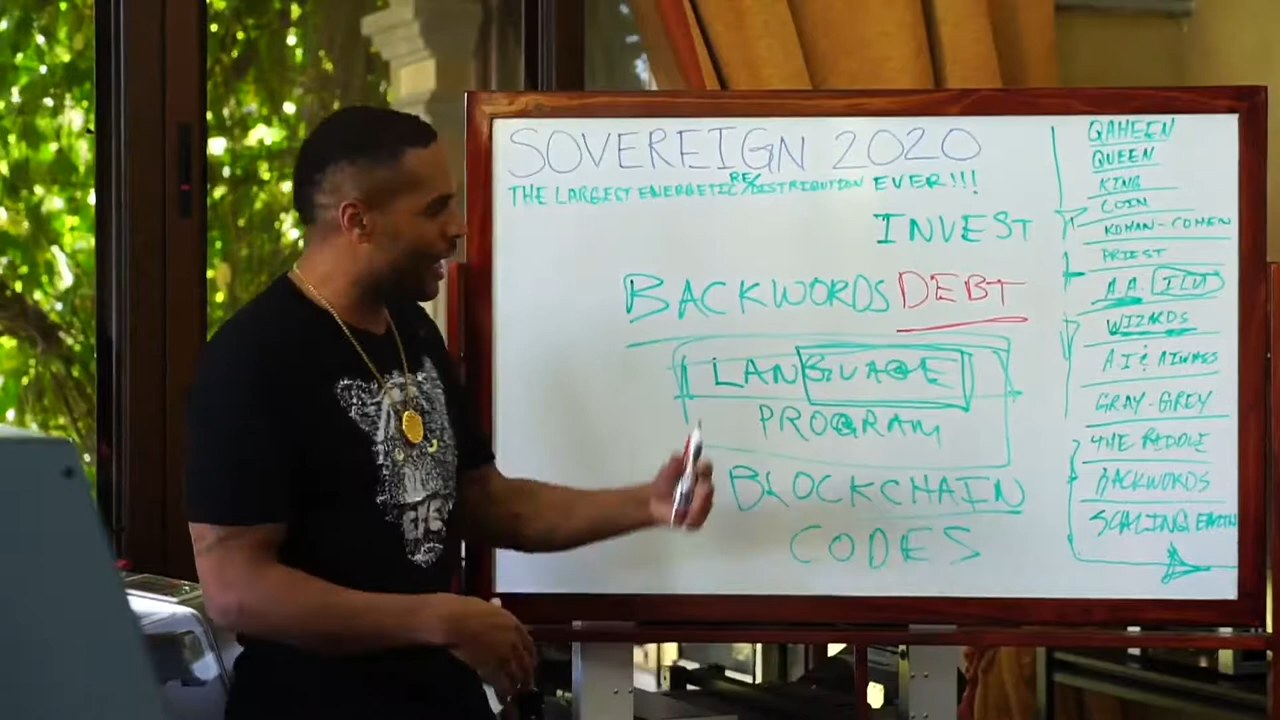 SOVEREIGN 2020
THE LARGEST ENERGETIC RE/DISTRIBUTION EVER!!!
INVEST
BACKWORDS DEBT
LANGUAGE
PROGRAM
BLOCKCHAIN
CODES
QAHEEN
QUEEN
KING
COIN
KOHAN-COHEN
PRIEST
A.A.
WIZARDS
A.I &
GRAY-GREY
THE RIDDLE
BACKWORDS
SCALING